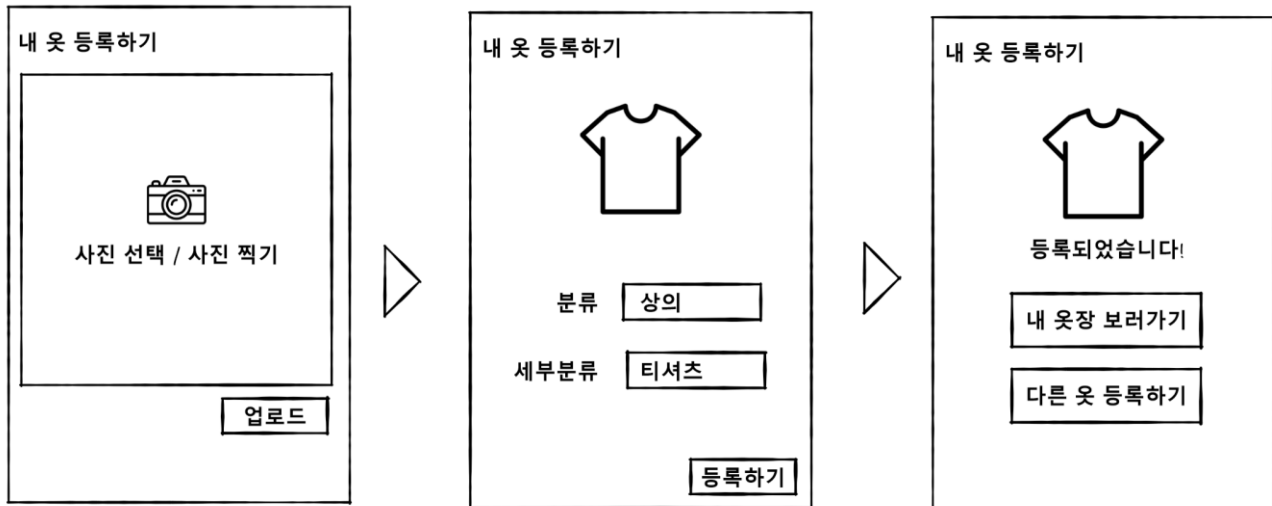 내 옷 등록하기
사진 선택 / 사진 찍기
업로드
내 옷 등록하기
분류 상의
세부분류 티셔츠
등록하기
내 옷 등록하기
등록되었습니다!
내 옷장 보러가기
다른 옷 등록하기